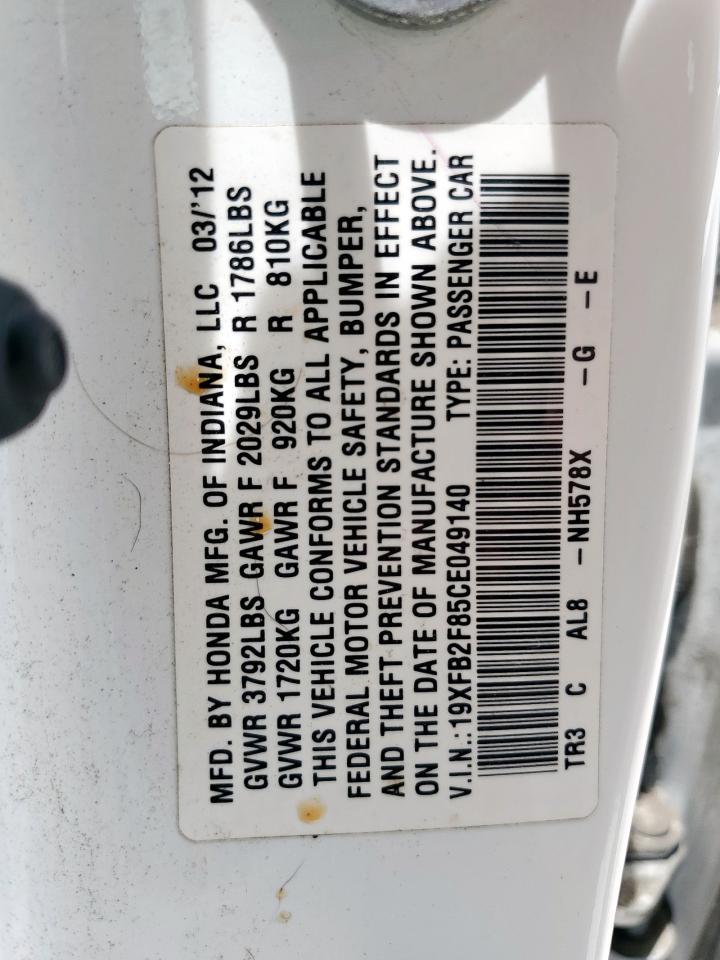 MFD. BY HONDA MFG. OF INDIANA, LLC 03/'12
GVWR 3792LBS GAWR F 2029LBS R 1786LBS
GVWR 1720KG GAWR F 920KG R 810KG
THIS VEHICLE CONFORMS TO ALL APPLICABLE
FEDERAL MOTOR VEHICLE SAFETY, BUMPER,
AND THEFT PREVENTION STANDARDS IN EFFECT
ON THE DATE OF MANUFACTURE SHOWN ABOVE.
V.I.N.: 19XFB2F85CE049140 TYPE: PASSENGER CAR
TR3 C AL8 -NH578X -G -E